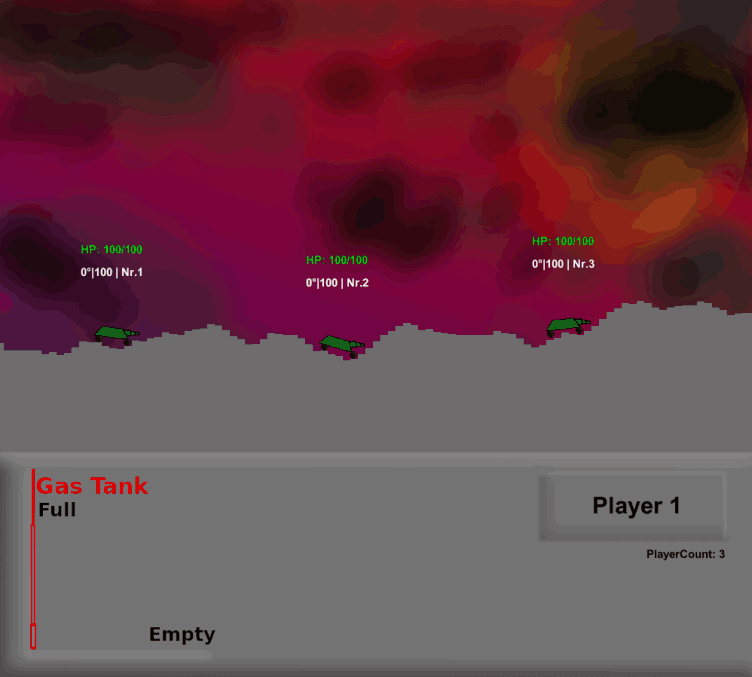 HP: 100/100
0°|100 | Nr.1
HP: 100/100
0°|100 | Nr.2
HP: 100/100
0°|100 | Nr.3
Gas Tank
Full
Empty
Player 1
PlayerCount: 3